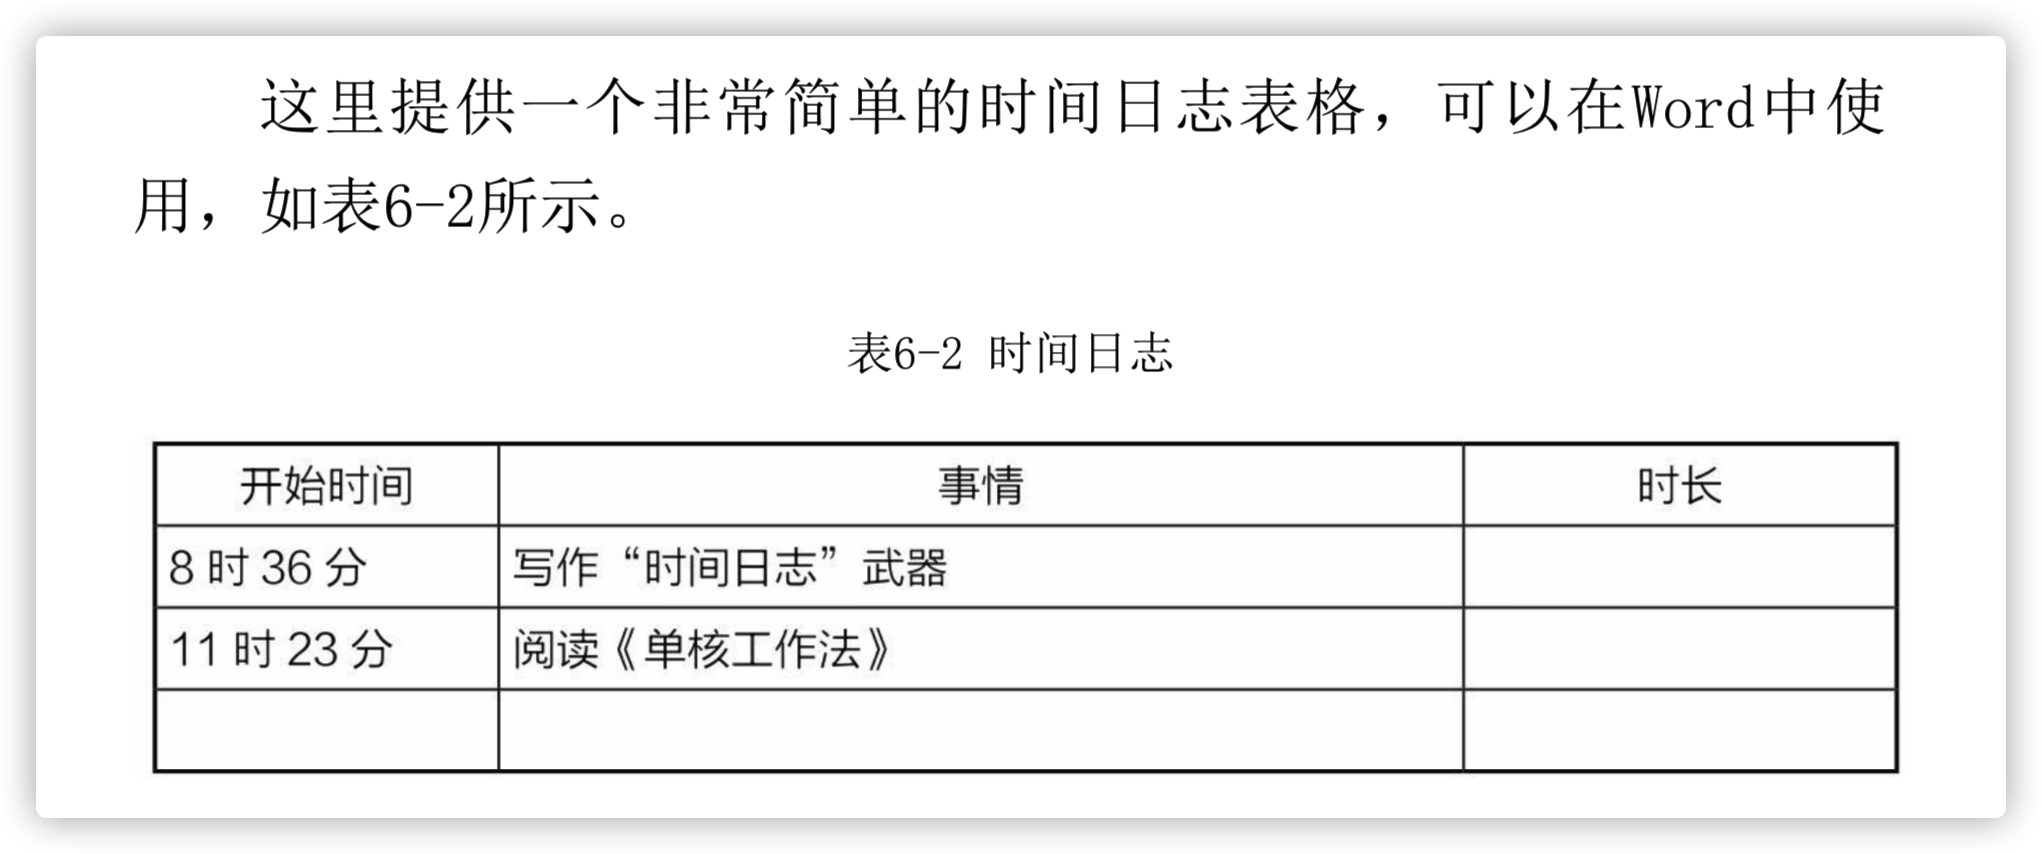 这里提供一个非常简单的时间日志表格，可以在Word中使
用，如表6-2所示。
表6-2 时间日志
开始时间 事情 时长
8 时 36 分 写作“时间日志”武器
11 时 23 分 阅读《单核工作法》